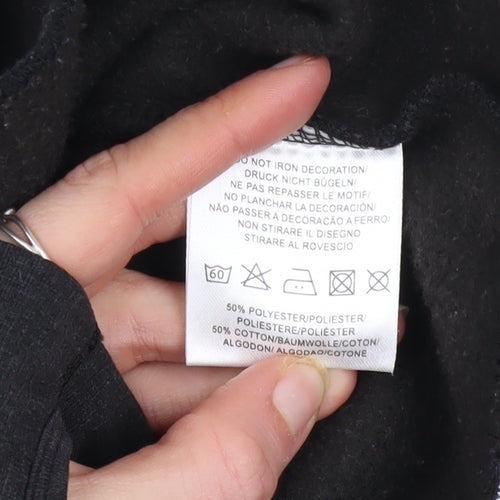 DO NOT IRON DECORATION/
DRUCK NICHT BÜGELN/
NE PAS REPASSER LE MOTIF/
NO PLANCHAR LA DECORACIÓN/
NÃO PASSER À DECORAÇÃO A FERRO/
NON STIRARE IL DISEGNO
STIRARE AL ROVESCIO
60
50% POLYESTER/POLIESTER/
POLIESTERE/POLIÉSTER
50% COTTON/BAUMWOLLE/COTON/
ALGODON/ ALGODAP/COTONE